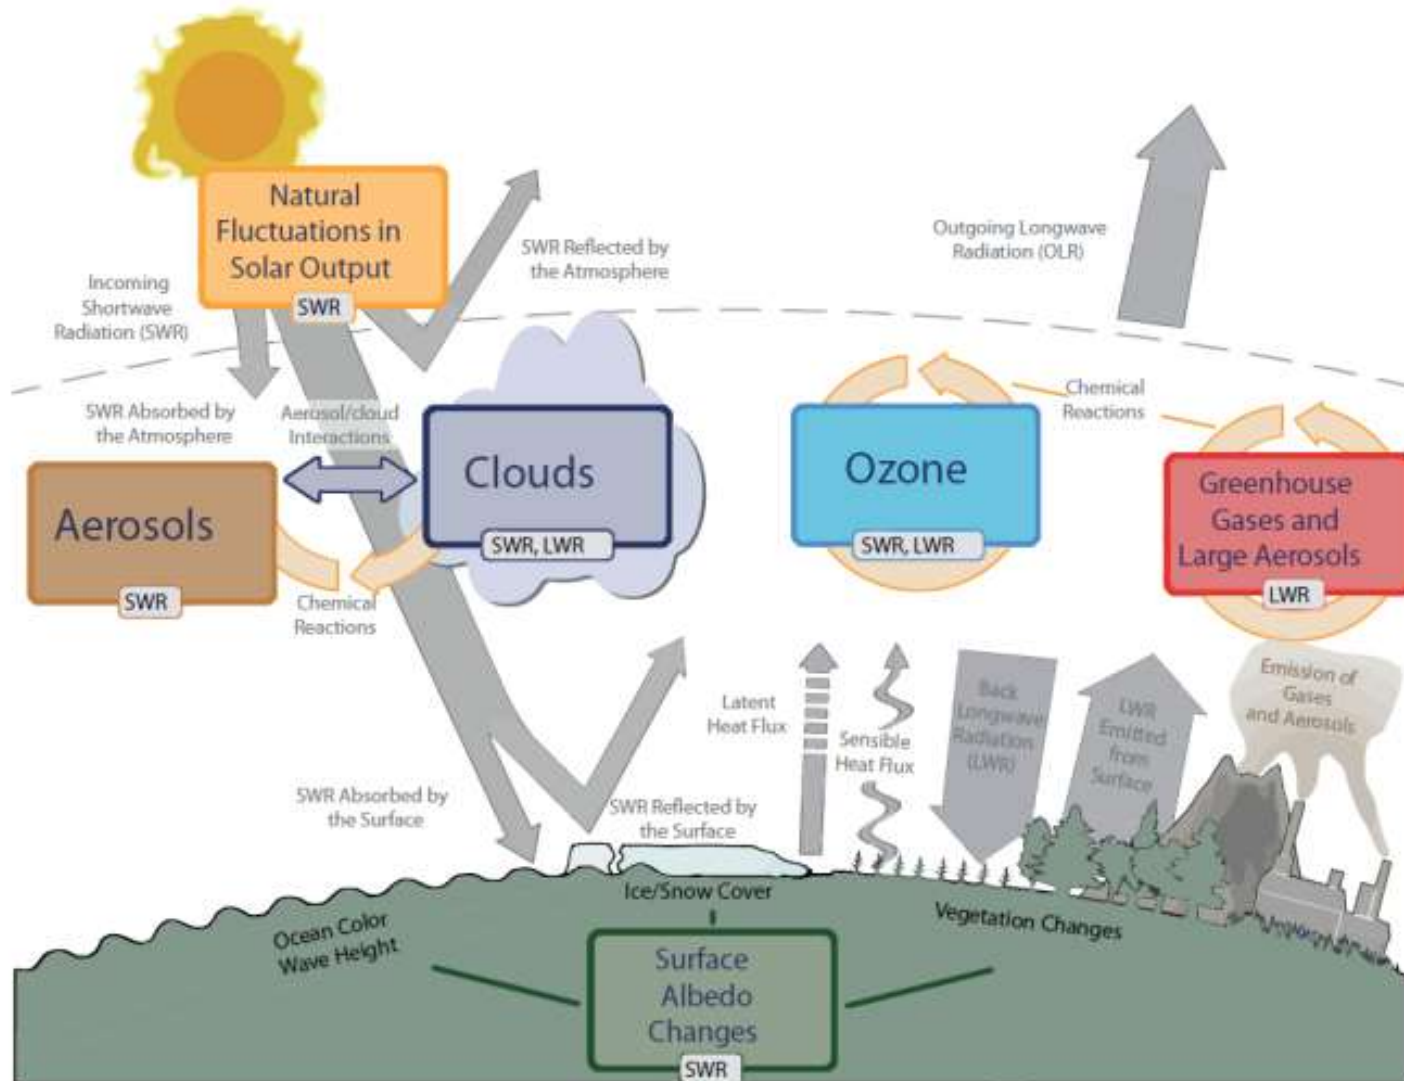 Natural
Fluctuations in
Solar Output
SWR
Incoming
Shortwave
Radiation (SWR)
SWR Reflected by
the Atmosphere
Outgoing Longwave
Radiation (OLR)
SWR Absorbed by
the Atmosphere
Aerosol/cloud
Interactions
Chemical
Reactions
Aerosols
SWR
Clouds
SWR, LWR
Ozone
SWR, LWR
Greenhouse
Gases and
Large Aerosols
LWR
Chemical
Reactions
Latent
Heat Flux
Sensible
Heat Flux
Back
Longwave
Radiation
(LWR)
LWR
Emitted
from
Surface
Emission of
Gases
and Aerosols
SWR Absorbed by
the Surface
SWR Reflected by
the Surface
Ice/Snow Cover
Ocean Color
Wave Height
Vegetation Changes
Surface
Albedo
Changes
SWR